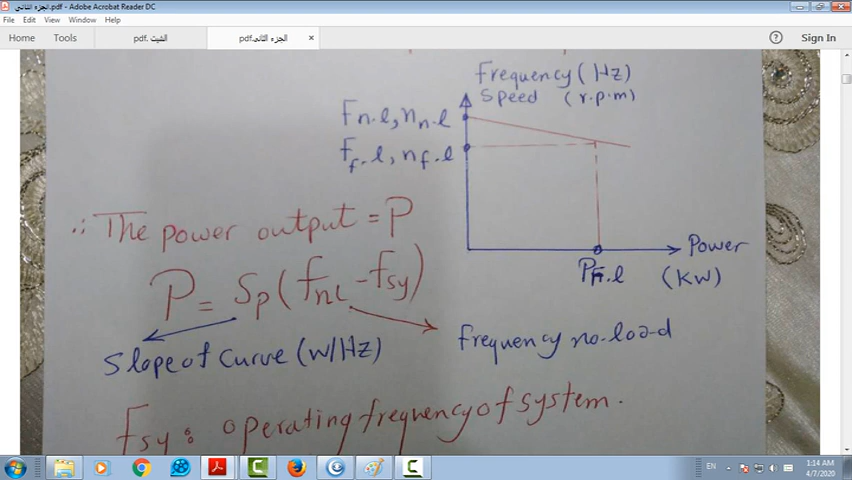 الجزء الثاني.pdf - Adobe Acrobat Reader DC
File Edit View Window Help
Home Tools الشيت.pdf الجزء الثاني.pdf × ? Sign In
Frequency (Hz)
Speed (r.p.m)
Fn.l, nn.l
Ff.l, nf.l
∴ The power output = P
Power
(KW)
P = Sp (fnL - fsy)
Slope of Curve (W/Hz)
frequency no-load
Fsy : operating frequency of system.
EN
1:14 AM
4/7/2020